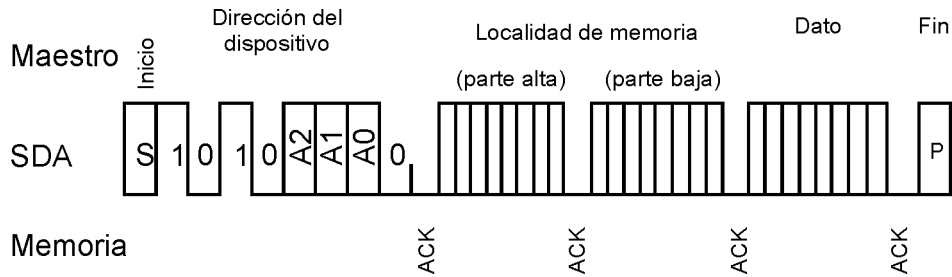 Maestro
Inicio
Dirección del
dispositivo
Localidad de memoria
(parte alta) (parte baja)
Dato
Fin
SDA
S 1 0 1 0 A2 A1 A0 0
P
Memoria
ACK ACK ACK ACK